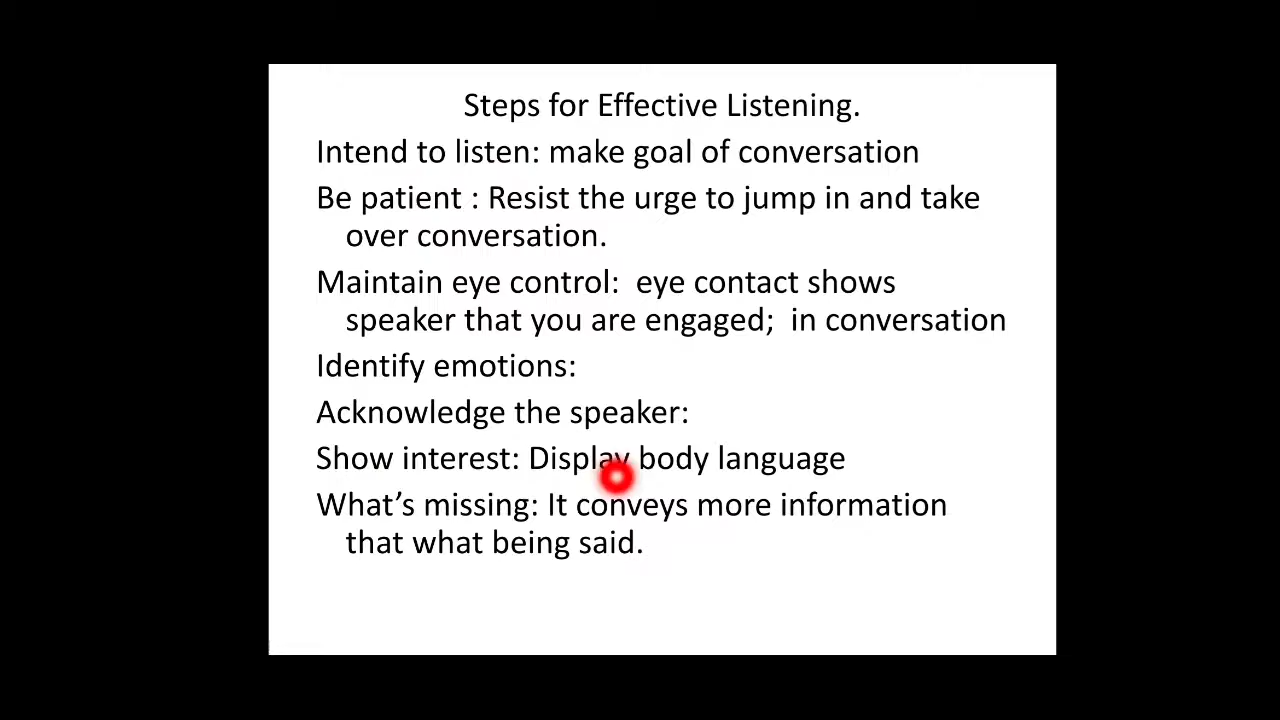 Steps for Effective Listening.
Intend to listen: make goal of conversation
Be patient : Resist the urge to jump in and take
over conversation.
Maintain eye control:  eye contact shows
speaker that you are engaged;  in conversation
Identify emotions:
Acknowledge the speaker:
Show interest: Display body language
What’s missing: It conveys more information
that what being said.